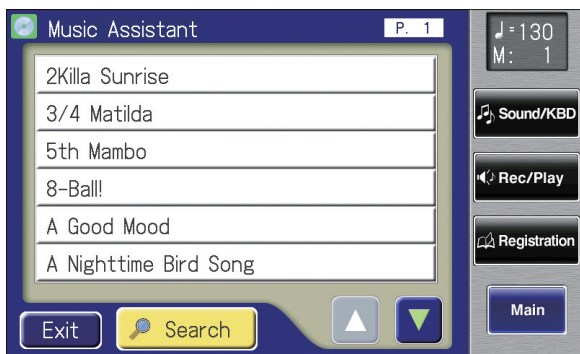 Music Assistant
P. 1
2Killa Sunrise
3/4 Matilda
5th Mambo
8-Ball!
A Good Mood
A Nighttime Bird Song
Exit
Search
♩=130
M: 1
Sound/KBD
Rec/Play
Registration
Main